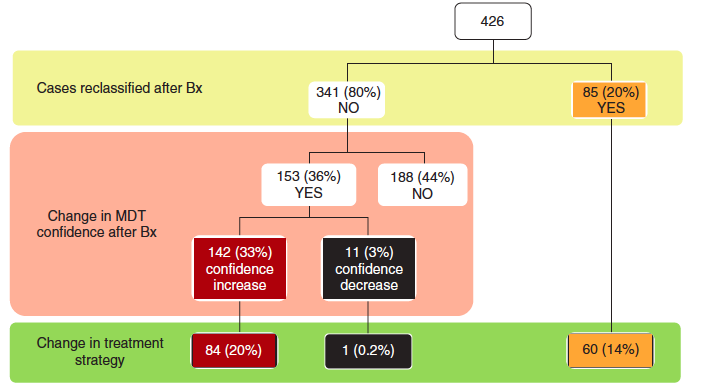 426
Cases reclassified after Bx
341 (80%)
NO
85 (20%)
YES
153 (36%)
YES
188 (44%)
NO
Change in MDT
confidence after Bx
142 (33%)
confidence
increase
11 (3%)
confidence
decrease
Change in treatment
strategy
84 (20%)
1 (0.2%)
60 (14%)